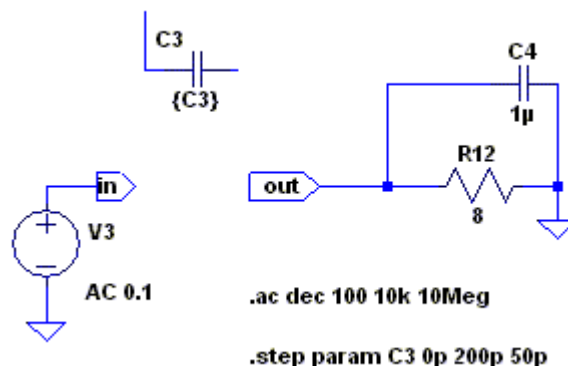 C3
{C3}
C4
1µ
in
out
R12
8
V3
AC 0.1
.ac dec 100 10k 10Meg
.step param C3 0p 200p 50p